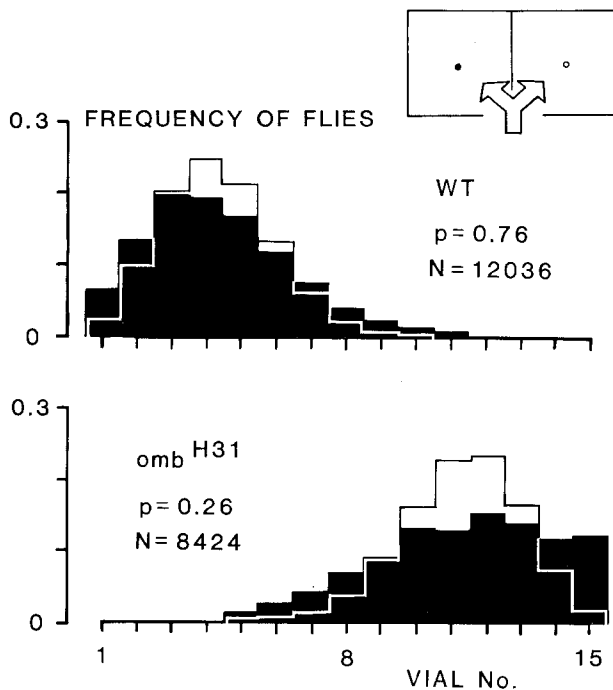 0.3 FREQUENCY OF FLIES
WT
p = 0.76
N = 12036
0
0.3
omb H31
p = 0.26
N = 8424
0
1 8 15
VIAL No.